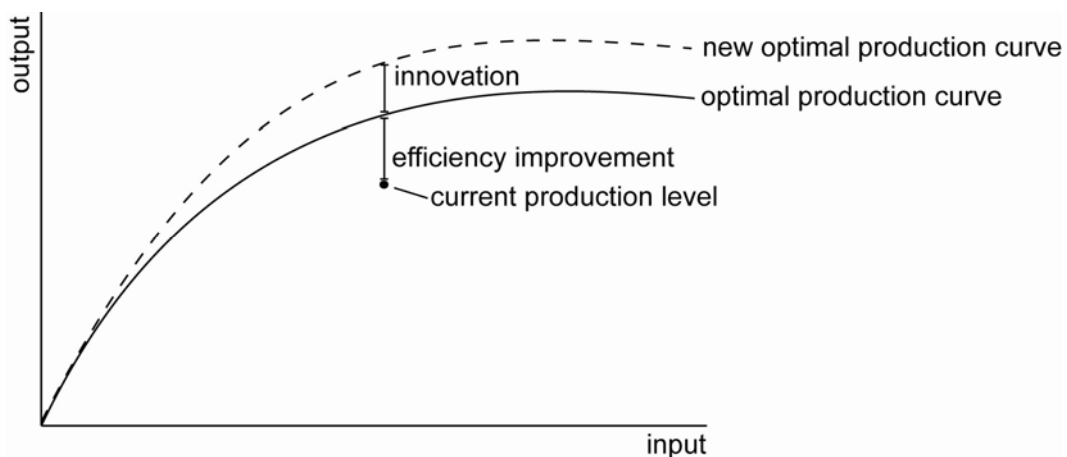 output
new optimal production curve
innovation
optimal production curve
efficiency improvement
current production level
input